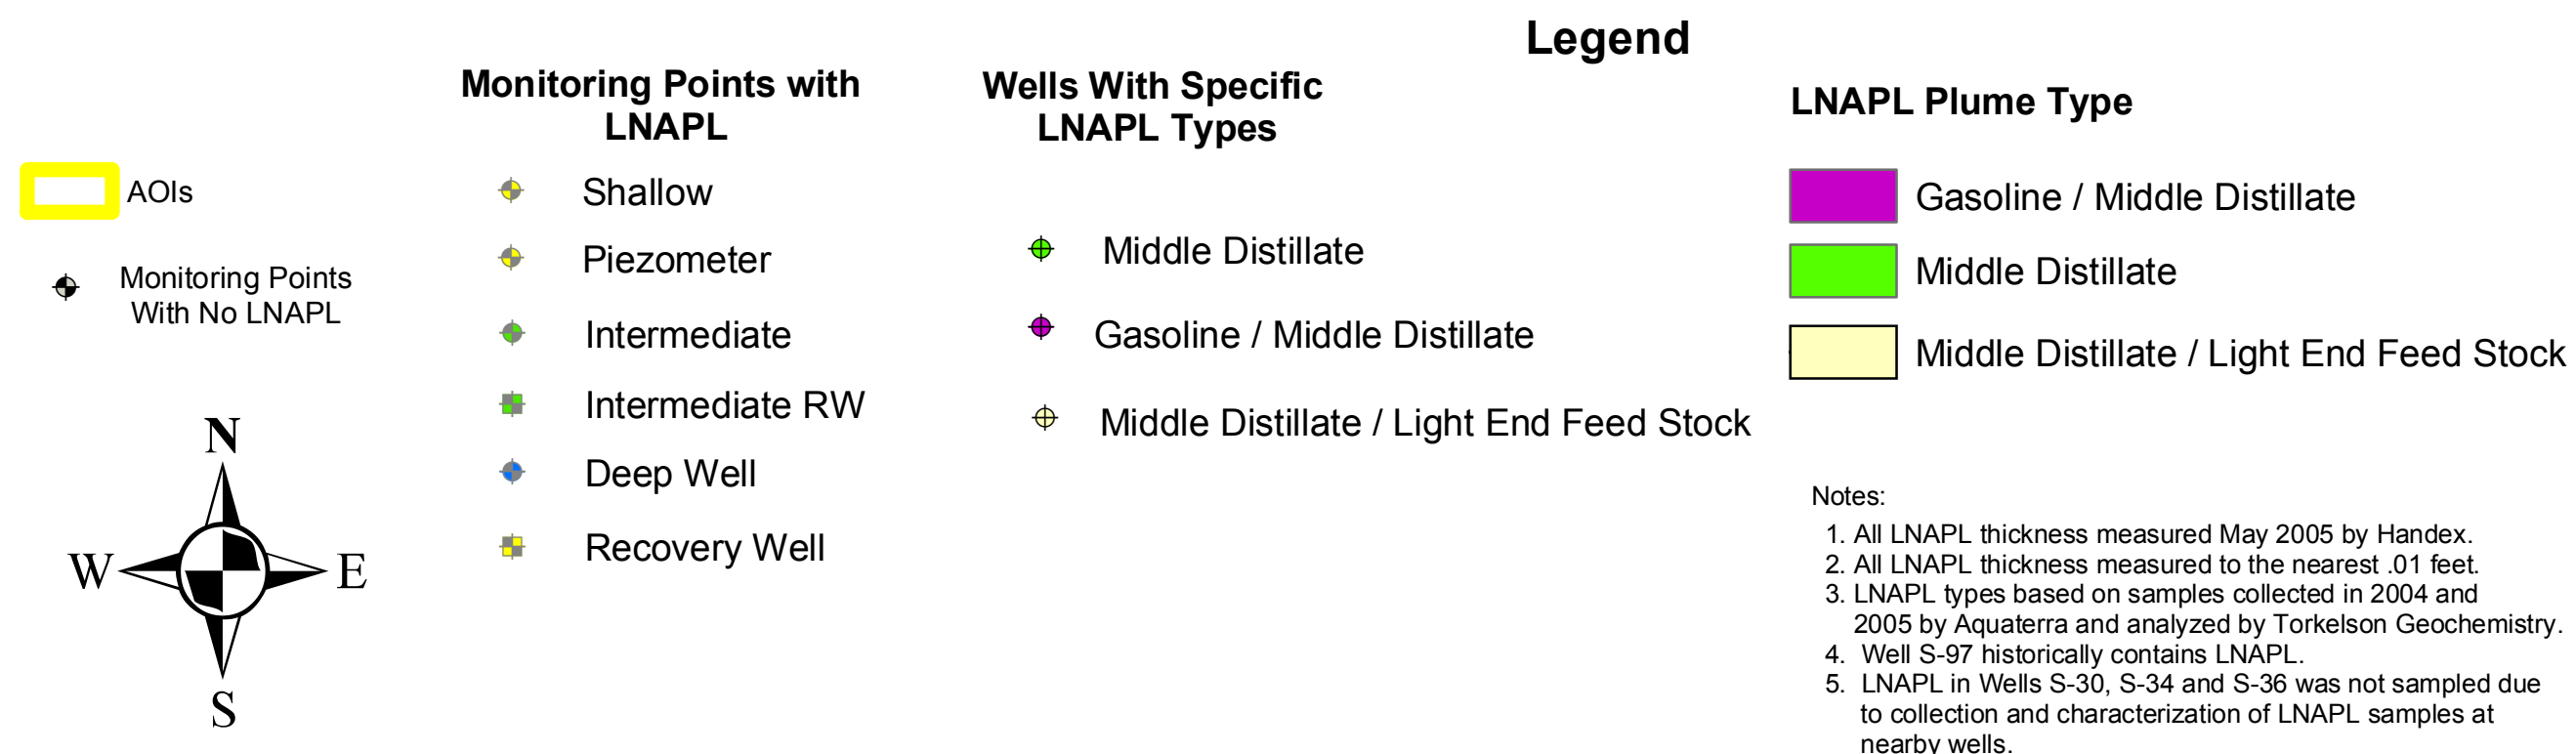 Legend
AOIs
Monitoring Points
With No LNAPL
N
W
E
S
Monitoring Points with
LNAPL
Shallow
Piezometer
Intermediate
Intermediate RW
Deep Well
Recovery Well
Wells With Specific
LNAPL Types
Middle Distillate
Gasoline / Middle Distillate
Middle Distillate / Light End Feed Stock
LNAPL Plume Type
Gasoline / Middle Distillate
Middle Distillate
Middle Distillate / Light End Feed Stock
Notes:
1. All LNAPL thickness measured May 2005 by Handex.
2. All LNAPL thickness measured to the nearest .01 feet.
3. LNAPL types based on samples collected in 2004 and
2005 by Aquaterra and analyzed by Torkelson Geochemistry.
4. Well S-97 historically contains LNAPL.
5. LNAPL in Wells S-30, S-34 and S-36 was not sampled due
to collection and characterization of LNAPL samples at
nearby wells.